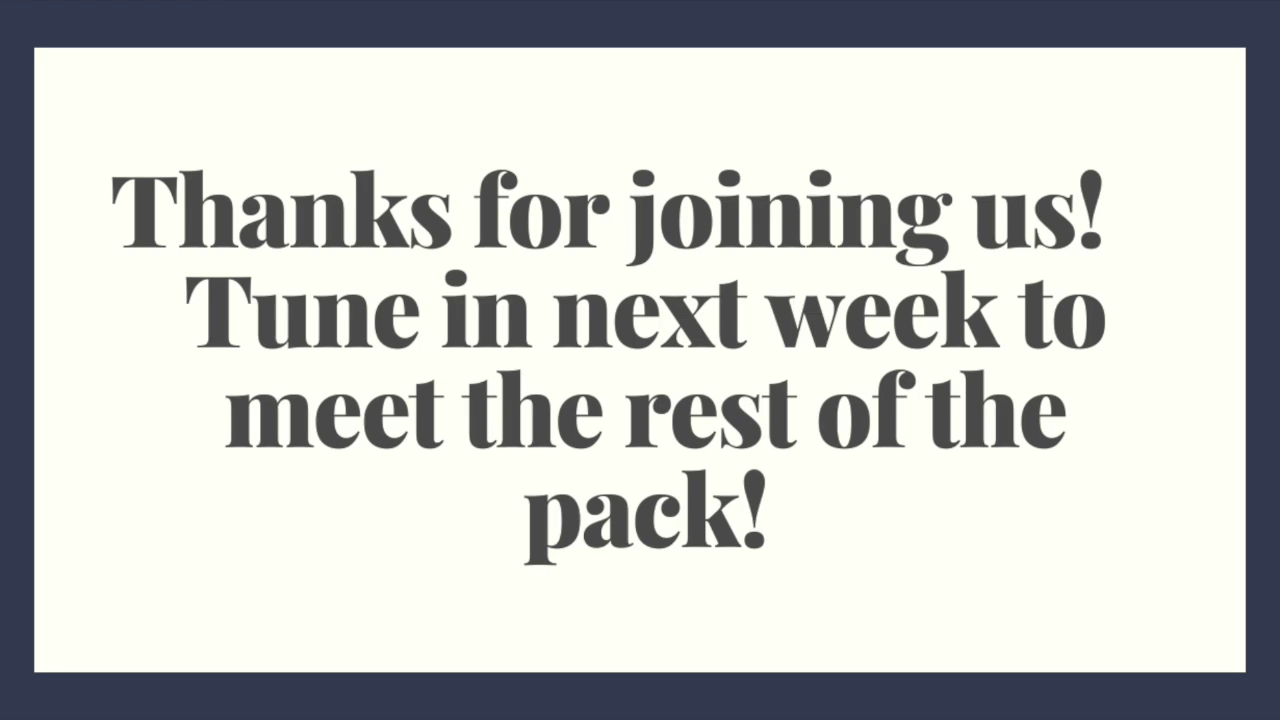 Thanks for joining us!
Tune in next week to
meet the rest of the
pack!